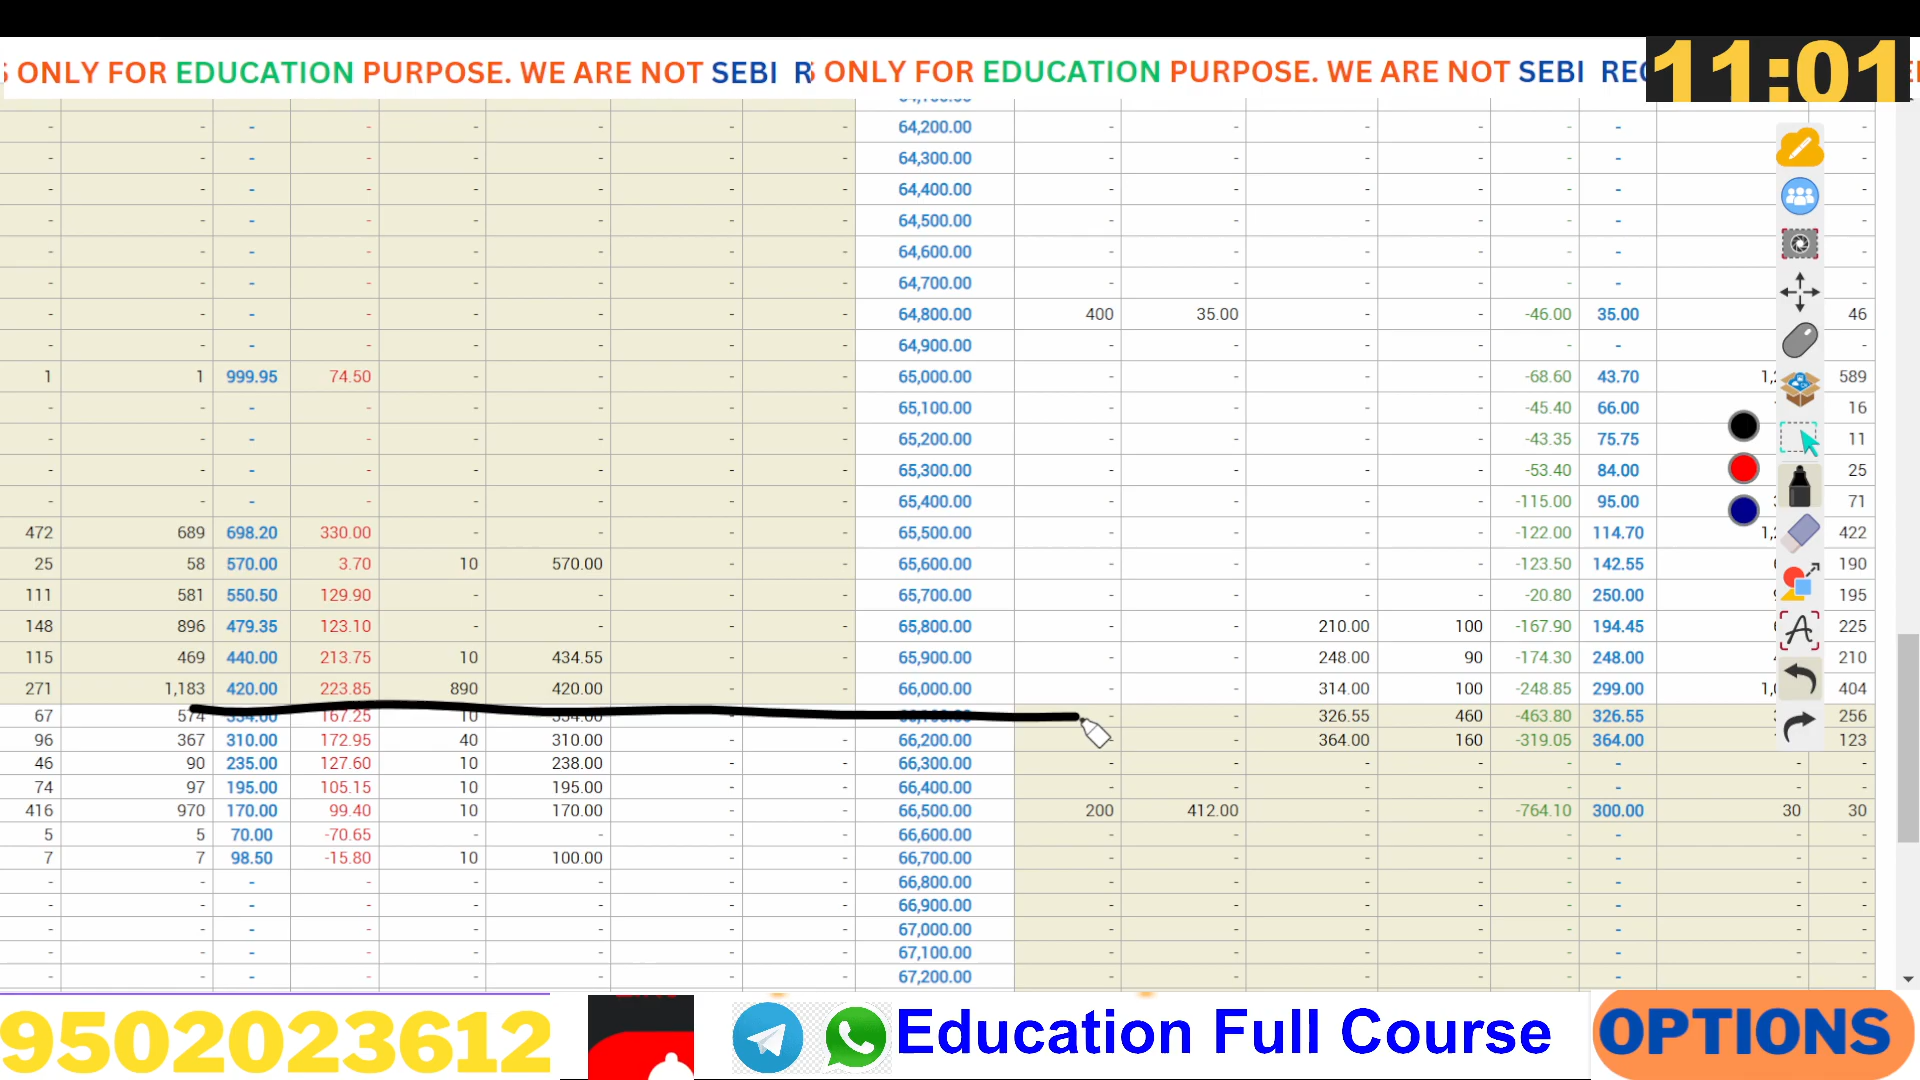 S ONLY FOR EDUCATION PURPOSE. WE ARE NOT SEBI R
S ONLY FOR EDUCATION PURPOSE. WE ARE NOT SEBI REG
11:01
- - - - - - - - 64,200.00 - - - - - - -
- - - - - - - - 64,300.00 - - - - - - -
- - - - - - - - 64,400.00 - - - - - - -
- - - - - - - - 64,500.00 - - - - - - -
- - - - - - - - 64,600.00 - - - - - - -
- - - - - - - - 64,700.00 - - - - - - -
- - - - - - - - 64,800.00 400 35.00 - - -46.00 35.00 46
- - - - - - - - 64,900.00 - - - - - - -
1 1 999.95 74.50 - - - - 65,000.00 - - - - -68.60 43.70 1, 589
- - - - - - - - 65,100.00 - - - - -45.40 66.00 16
- - - - - - - - 65,200.00 - - - - -43.35 75.75 11
- - - - - - - - 65,300.00 - - - - -53.40 84.00 25
- - - - - - - - 65,400.00 - - - - -115.00 95.00 71
472 689 698.20 330.00 - - - - 65,500.00 - - - - -122.00 114.70 1, 422
25 58 570.00 3.70 10 570.00 - - 65,600.00 - - - - -123.50 142.55 190
111 581 550.50 129.90 - - - - 65,700.00 - - - - -20.80 250.00 195
148 896 479.35 123.10 - - - - 65,800.00 - - 210.00 100 -167.90 194.45 225
115 469 440.00 213.75 10 434.55 - - 65,900.00 - - 248.00 90 -174.30 248.00 210
271 1,183 420.00 223.85 890 420.00 - - 66,000.00 - - 314.00 100 -248.85 299.00 1,0 404
67 574 334.00 167.25 10 334.00 - - 66,100.00 - - 326.55 460 -463.80 326.55 256
96 367 310.00 172.95 40 310.00 - - 66,200.00 - - 364.00 160 -319.05 364.00 123
46 90 235.00 127.60 10 238.00 - - 66,300.00 - - - - - - - -
74 97 195.00 105.15 10 195.00 - - 66,400.00 - - - - - - - -
416 970 170.00 99.40 10 170.00 - - 66,500.00 200 412.00 - - -764.10 300.00 30 30
5 5 70.00 -70.65 - - - - 66,600.00 - - - - - - - -
7 7 98.50 -15.80 10 100.00 - - 66,700.00 - - - - - - - -
- - - - - - - - 66,800.00 - - - - - - - -
- - - - - - - - 66,900.00 - - - - - - - -
- - - - - - - - 67,000.00 - - - - - - - -
- - - - - - - - 67,100.00 - - - - - - - -
- - - - - - - - 67,200.00 - - - - - - - -
9502023612
Education Full Course
OPTIONS